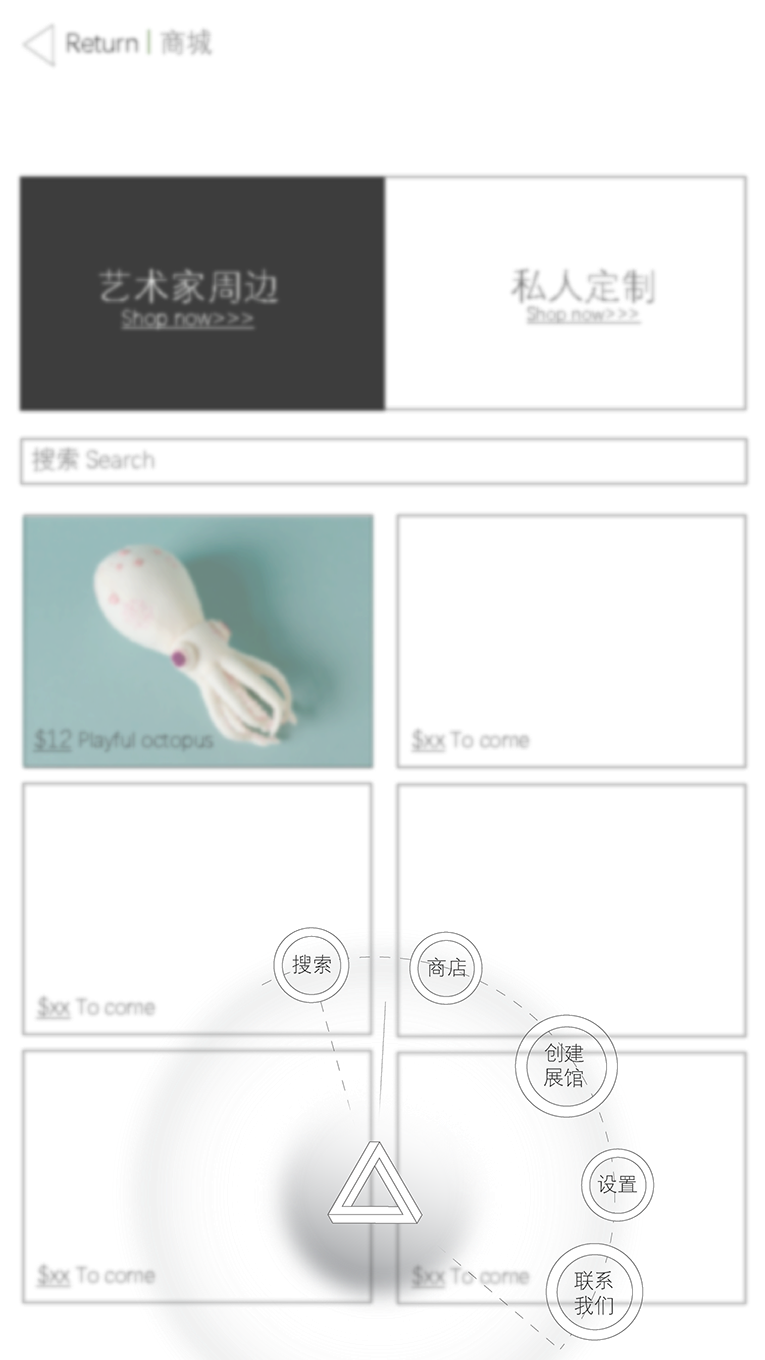 Return | 商城
艺术家周边
Shop now>>>
私人定制
Shop now>>>
搜索 Search
$12 Playful octopus
$xx To come
$xx To come
搜索
商店
创建
展馆
设置
$xx To come
$xx To come
联系
我们